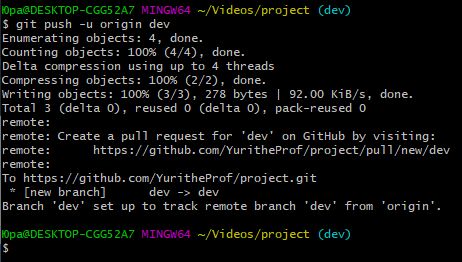 Юра@DESKTOP-CGG52A7 MINGW64 ~/Videos/project (dev)
$ git push -u origin dev
Enumerating objects: 4, done.
Counting objects: 100% (4/4), done.
Delta compression using up to 4 threads
Compressing objects: 100% (2/2), done.
Writing objects: 100% (3/3), 278 bytes | 92.00 KiB/s, done.
Total 3 (delta 0), reused 0 (delta 0), pack-reused 0
remote:
remote: Create a pull request for 'dev' on GitHub by visiting:
remote:      https://github.com/YuritheProf/project/pull/new/dev
remote:
To https://github.com/YuritheProf/project.git
 * [new branch]      dev -> dev
Branch 'dev' set up to track remote branch 'dev' from 'origin'.
Юра@DESKTOP-CGG52A7 MINGW64 ~/Videos/project (dev)
$